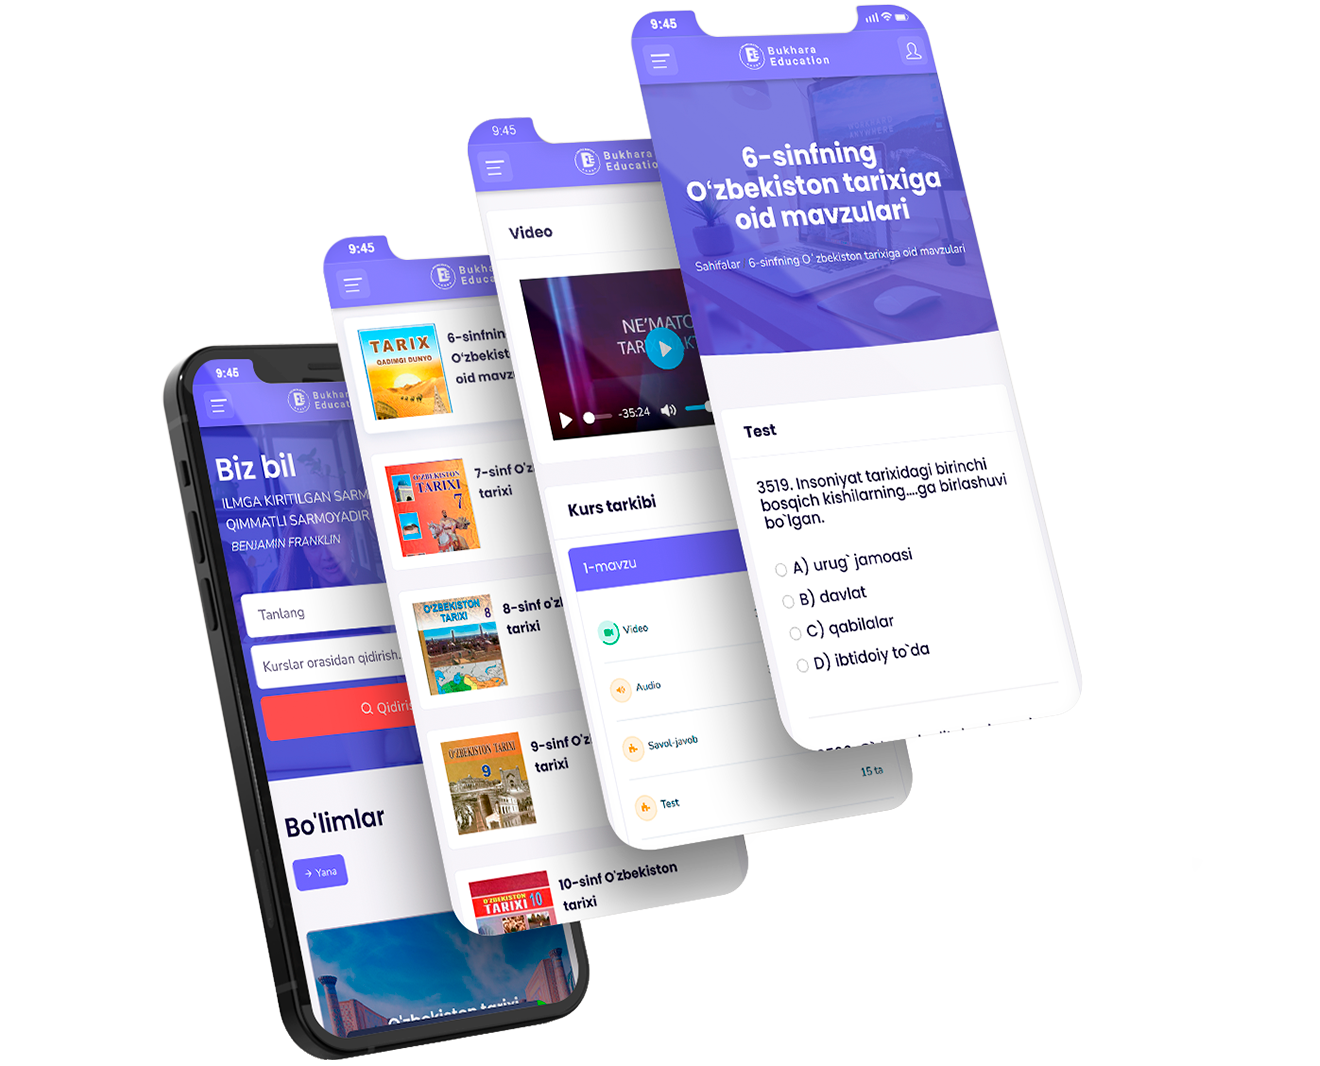 9:45
Bukhara
Education
Biz bil
ILMGA KIRITILGAN SARM
QIMMATLI SARMOYADIR
BENJAMIN FRANKLIN
Tanlang
Kurslar orasidan qidirish.
Qidiris
Bo'limlar
→ Yana
O'zbekiston tarixi
9:45
Bukh
Educa
TARIX
QADIMGI DUNYO
6-sinfnin
O'zbekist
oid mavz
O'ZBEKISTON
TARIXI
7
7-sinf O'z
tarixi
O'ZBEKISTON
TARIXI 8
8-sinf o'zl
tarixi
O'ZBEKISTON TARIXI
9
9-sinf O'z
tarixi
O'ZBEKISTON
TARIXI 10
10-sinf O'zbekiston
tarixi
9:45
Bukhara
Educatio
Video
NE'MATO
TAR
-35:24
Kurs tarkibi
1-mavzu
Video
Audio
Savol-javob
15 ta
Test
9:45
Bukhara
Education
6-sinfning
O‘zbekiston tarixiga
oid mavzulari
Sahifalar 6-sinfning O‘ zbekiston tarixiga oid mavzulari
Test
3519. Insoniyat tarixidagi birinchi
bosqich kishilarning....ga birlashuvi
bo`lgan.
A) urug` jamoasi
B) davlat
C) qabilalar
D) ibtidoiy to`da